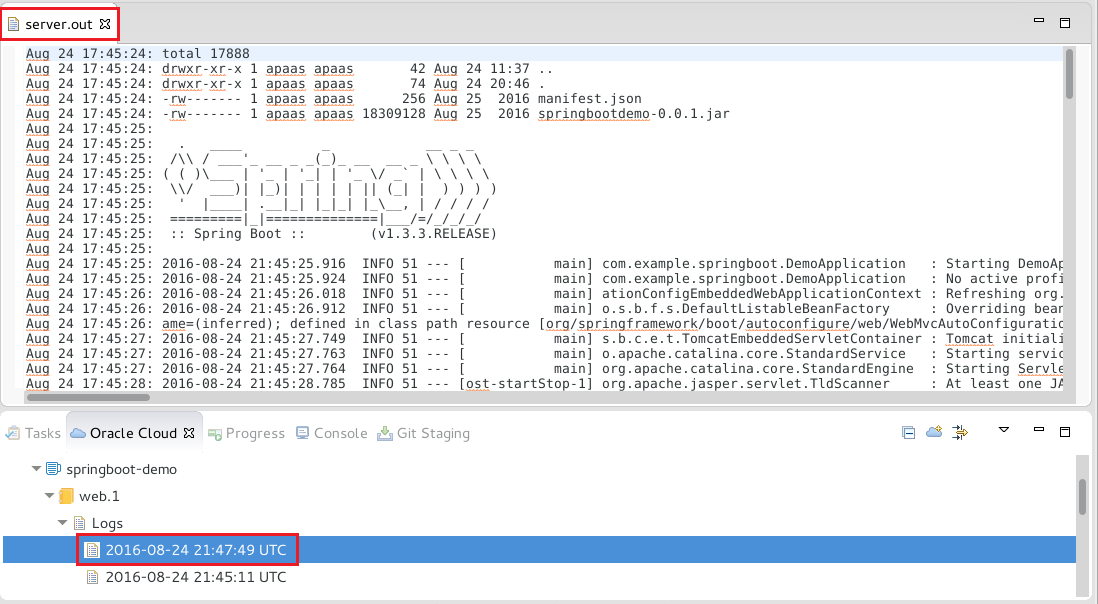 server.out
Aug 24 17:45:24: total 17888
Aug 24 17:45:24: drwxr-xr-x 1 apaas apaas       42 Aug 24 11:37 ..
Aug 24 17:45:24: drwxr-xr-x 1 apaas apaas       74 Aug 24 20:46 .
Aug 24 17:45:24: -rw------- 1 apaas apaas      256 Aug 25  2016 manifest.json
Aug 24 17:45:24: -rw------- 1 apaas apaas 18309128 Aug 25  2016 springbootdemo-0.0.1.jar
Aug 24 17:45:25:
Aug 24 17:45:25:   .   ____          _            __ _ _
Aug 24 17:45:25:  /\\ / ___'_ __ _ _(_)_ __  __ _ \ \ \ \
Aug 24 17:45:25: ( ( )\___ | '_ | '_| | '_ \/ _` | \ \ \ \
Aug 24 17:45:25:  \\/  ___)| |_)| | | | | || (_| |  ) ) ) )
Aug 24 17:45:25:   '  |____| .__|_| |_|_| |_\__, | / / / /
Aug 24 17:45:25:  =========|_|==============|___/=/_/_/_/
Aug 24 17:45:25:  :: Spring Boot ::        (v1.3.3.RELEASE)
Aug 24 17:45:25:
Aug 24 17:45:25: 2016-08-24 21:45:25.916  INFO 51 --- [           main] com.example.springboot.DemoApplication   : Starting DemoAp
Aug 24 17:45:25: 2016-08-24 21:45:25.924  INFO 51 --- [           main] com.example.springboot.DemoApplication   : No active profi
Aug 24 17:45:26: 2016-08-24 21:45:26.018  INFO 51 --- [           main] ationConfigEmbeddedWebApplicationContext : Refreshing org.
Aug 24 17:45:26: 2016-08-24 21:45:26.912  INFO 51 --- [           main] o.s.b.f.s.DefaultListableBeanFactory     : Overriding bean
Aug 24 17:45:26: ame=(inferred); defined in class path resource [org/springframework/boot/autoconfigure/web/WebMvcAutoConfiguratio
Aug 24 17:45:27: 2016-08-24 21:45:27.749  INFO 51 --- [           main] s.b.c.e.t.TomcatEmbeddedServletContainer : Tomcat initiali
Aug 24 17:45:27: 2016-08-24 21:45:27.763  INFO 51 --- [           main] o.apache.catalina.core.StandardService   : Starting servic
Aug 24 17:45:27: 2016-08-24 21:45:27.764  INFO 51 --- [           main] o.apache.catalina.core.StandardEngine  : Starting Servle
Aug 24 17:45:28: 2016-08-24 21:45:28.785  INFO 51 --- [ost-startStop-1] org.apache.jasper.servlet.TldScanner     : At least one JA
Tasks Oracle Cloud Progress Console Git Staging
springboot-demo
web.1
Logs
2016-08-24 21:47:49 UTC
2016-08-24 21:45:11 UTC